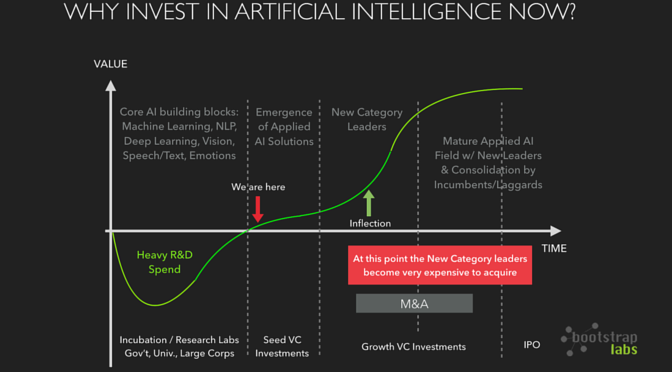 WHY INVEST IN ARTIFICIAL INTELLIGENCE NOW?
VALUE
Core AI building blocks:
Machine Learning, NLP,
Deep Learning, Vision,
Speech/Text, Emotions
Emergence
of Applied
AI Solutions
New Category
Leaders
Mature Applied AI
Field w/ New Leaders
& Consolidation by
Incumbents/Laggards
We are here
Inflection
TIME
Heavy R&D
Spend
At this point the New Category leaders
become very expensive to acquire
M&A
Incubation / Research Labs
Gov't, Univ., Large Corps
Seed VC
Investments
Growth VC Investments
IPO
bootstrap
labs